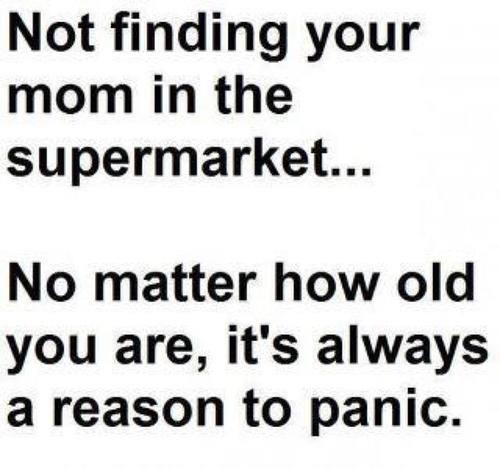 Not finding your
mom in the
supermarket...
No matter how old
you are, it's always
a reason to panic.